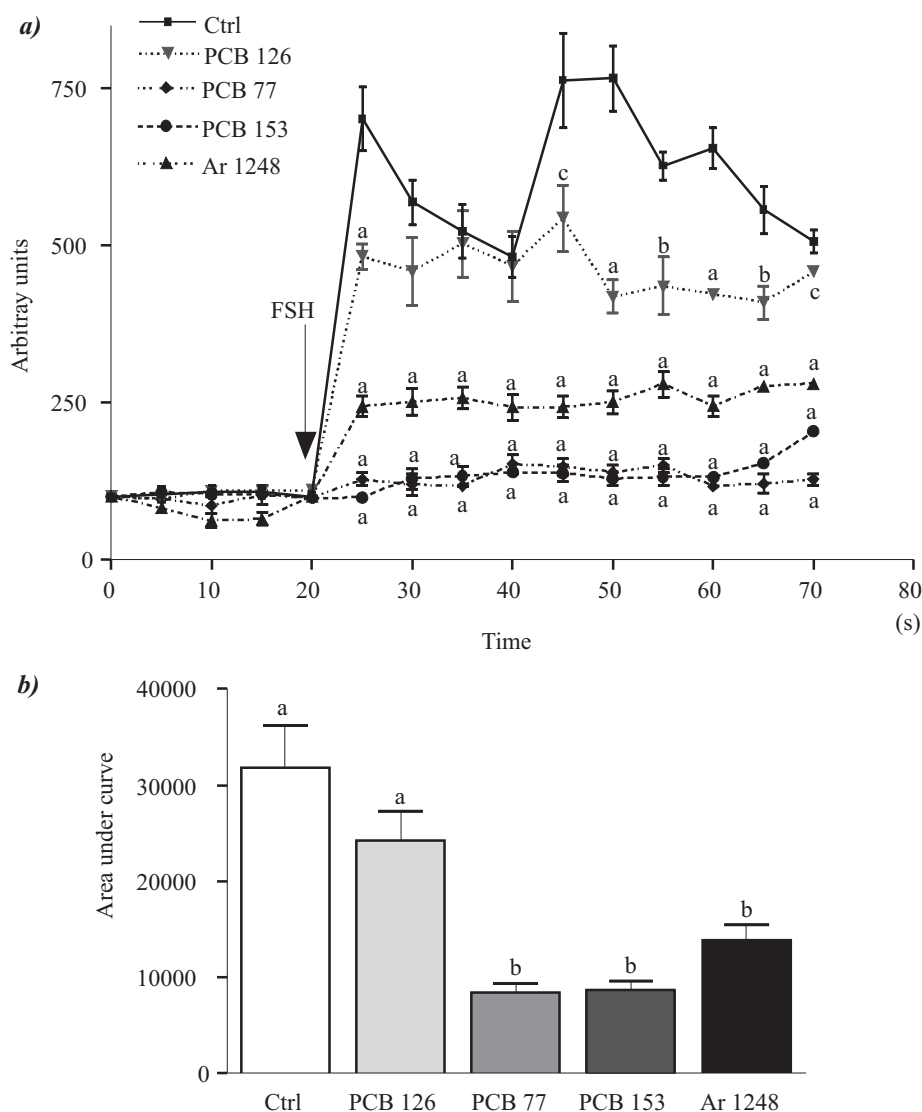 a)
Ctrl
PCB 126
PCB 77
PCB 153
Ar 1248
750
500
250
0
Arbitray units
FSH
a
c
a
b
a
b
c
a a a a a a a a a a
a a a a a a a a a
a a a a a a a a a
0 10 20 30 40 50 60 70 80
(s)
Time
b)
40000
30000
20000
10000
0
Area under curve
a
a
b
b
b
Ctrl PCB 126 PCB 77 PCB 153 Ar 1248